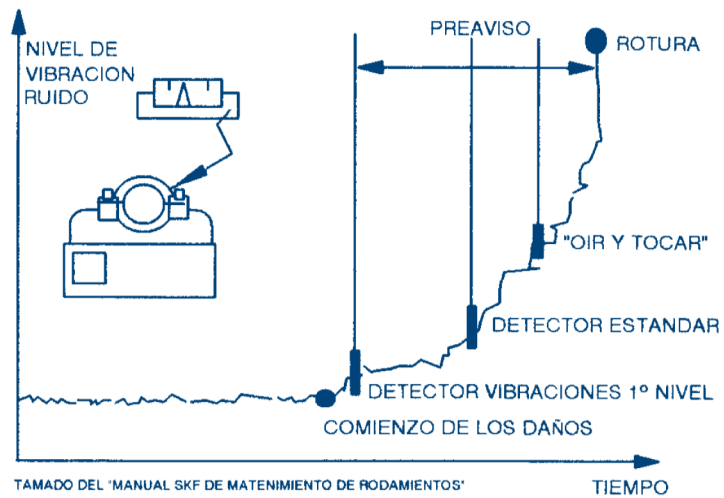 NIVEL DE
VIBRACION
RUIDO
PREAVISO
ROTURA
"OIR Y TOCAR"
DETECTOR ESTANDAR
DETECTOR VIBRACIONES 1º NIVEL
COMIENZO DE LOS DAÑOS
TAMADO DEL "MANUAL SKF DE MATENIMIENTO DE RODAMIENTOS"
TIEMPO